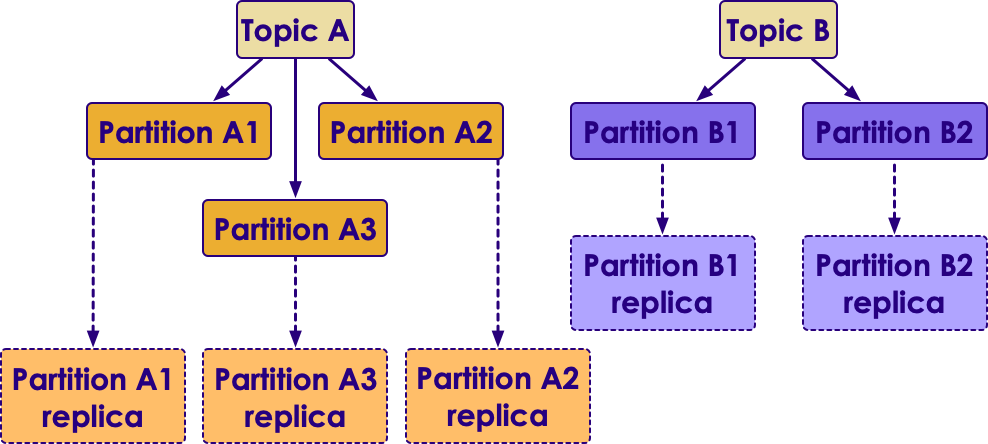 Topic A
Topic B
Partition A1
Partition A2
Partition B1
Partition B2
Partition A3
Partition B1
replica
Partition B2
replica
Partition A1
replica
Partition A3
replica
Partition A2
replica